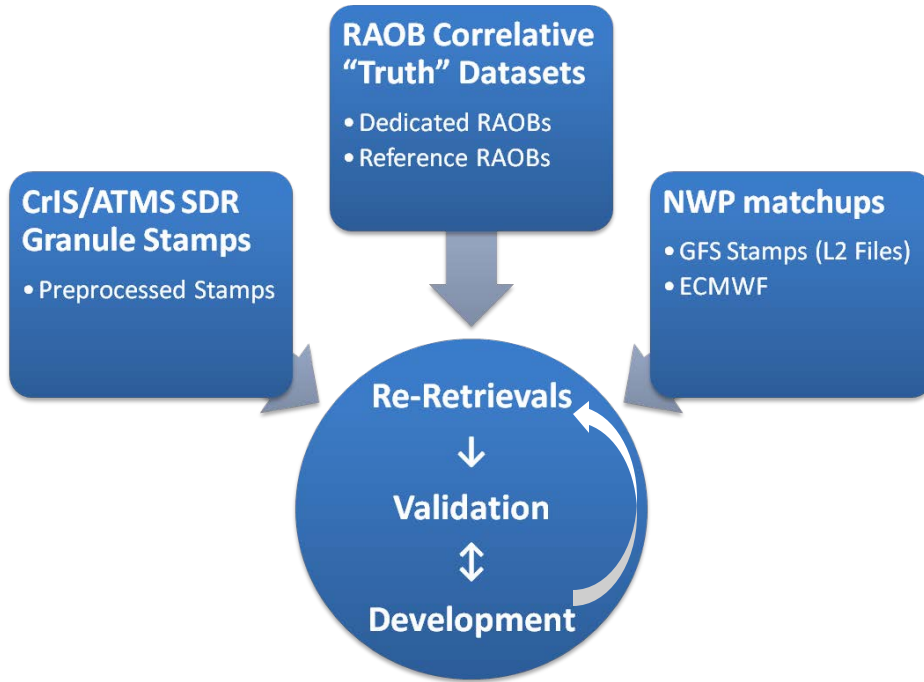 RAOB Correlative
“Truth” Datasets
• Dedicated RAOBs
• Reference RAOBs
CrIS/ATMS SDR
Granule Stamps
• Preprocessed Stamps
NWP matchups
• GFS Stamps (L2 Files)
• ECMWF
Re-Retrievals
↓
Validation
↕
Development